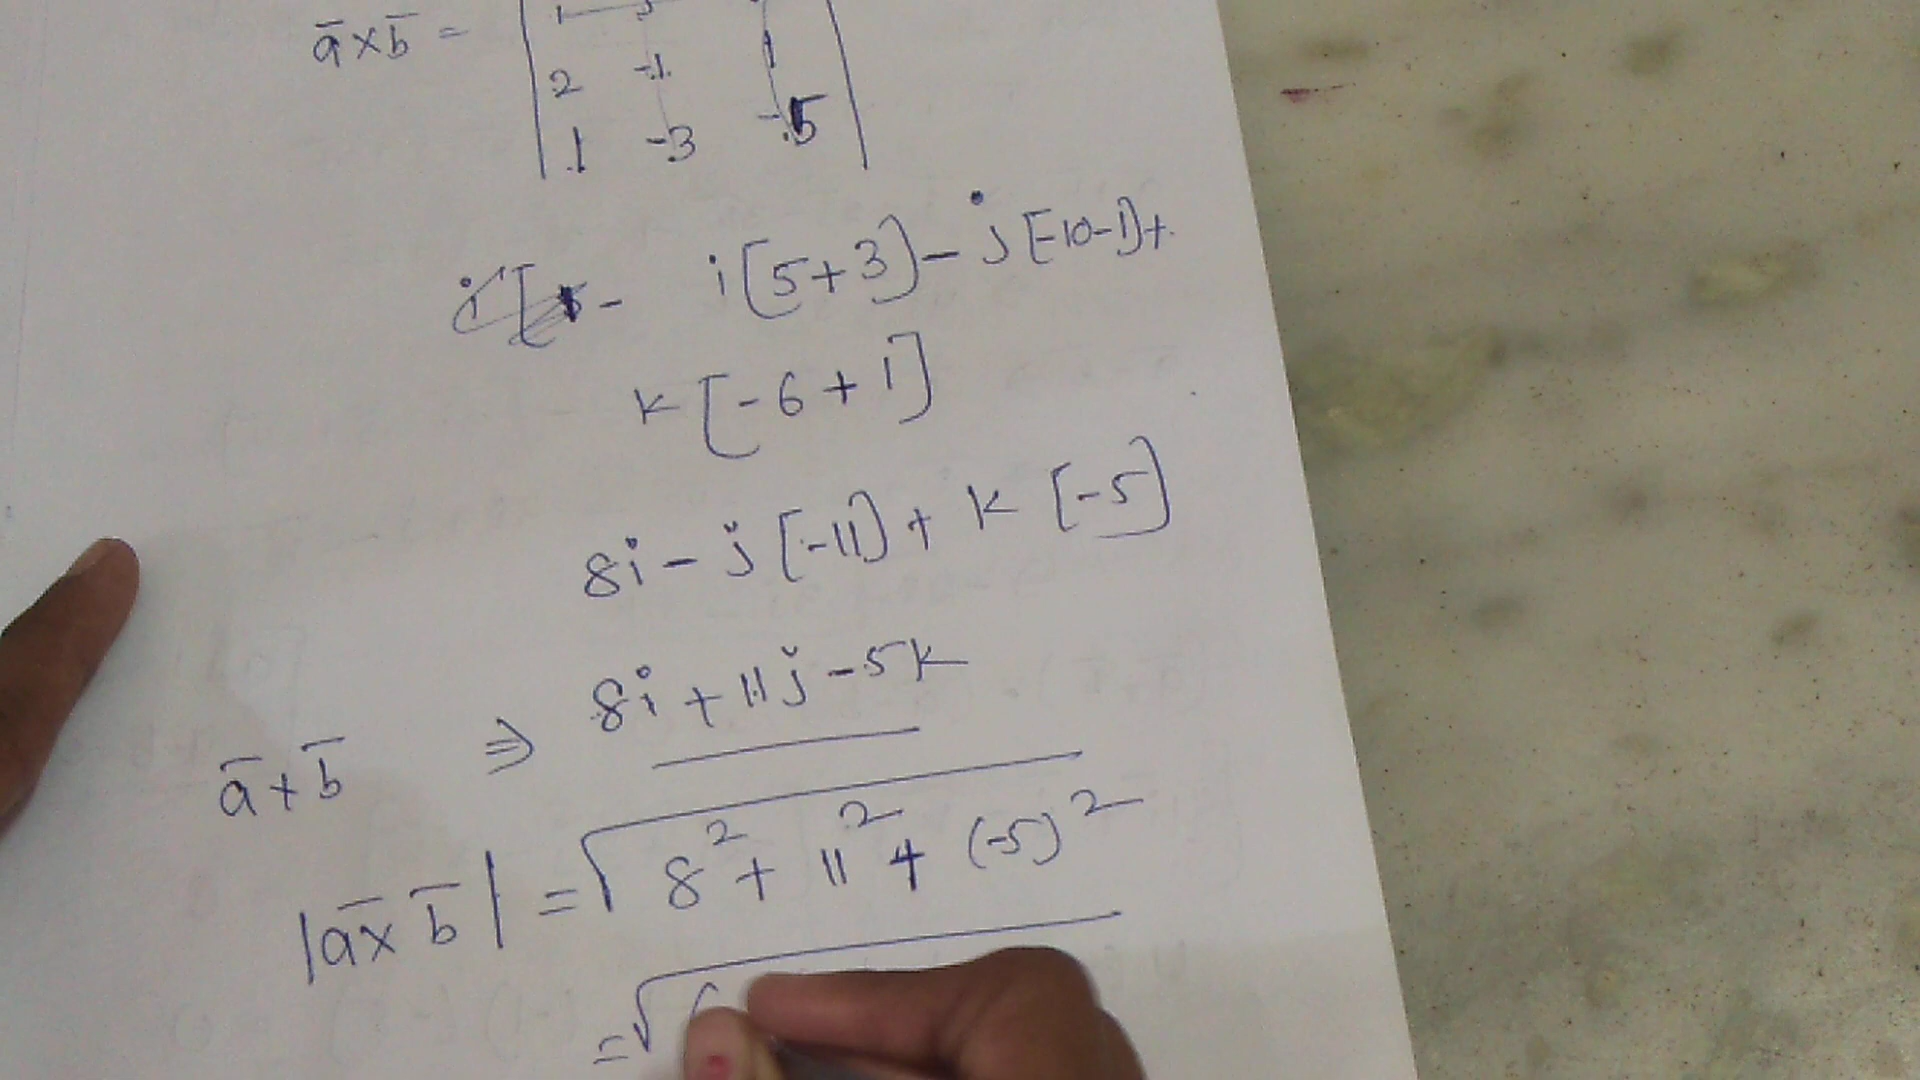 a̅ × b̅ =
2 -1 1
1 -3 -5
i [5+3] - j [-10-1] +
k [-6 + 1]
8i - j [-11] + k [-5]
a̅ + b̅ ⇒ 8i + 11j - 5k
|a̅ × b̅| = √ 8² + 11² + (-5)²
= √